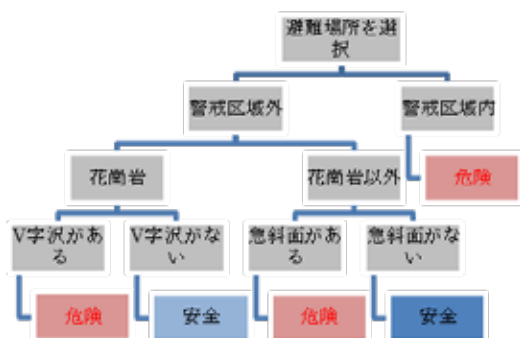 避難場所を選
択
警戒区域外
警戒区域内
花崗岩
花崗岩以外
危険
V字沢があ
る
V字沢がな
い
急斜面があ
る
急斜面がな
い
危険
安全
危険
安全